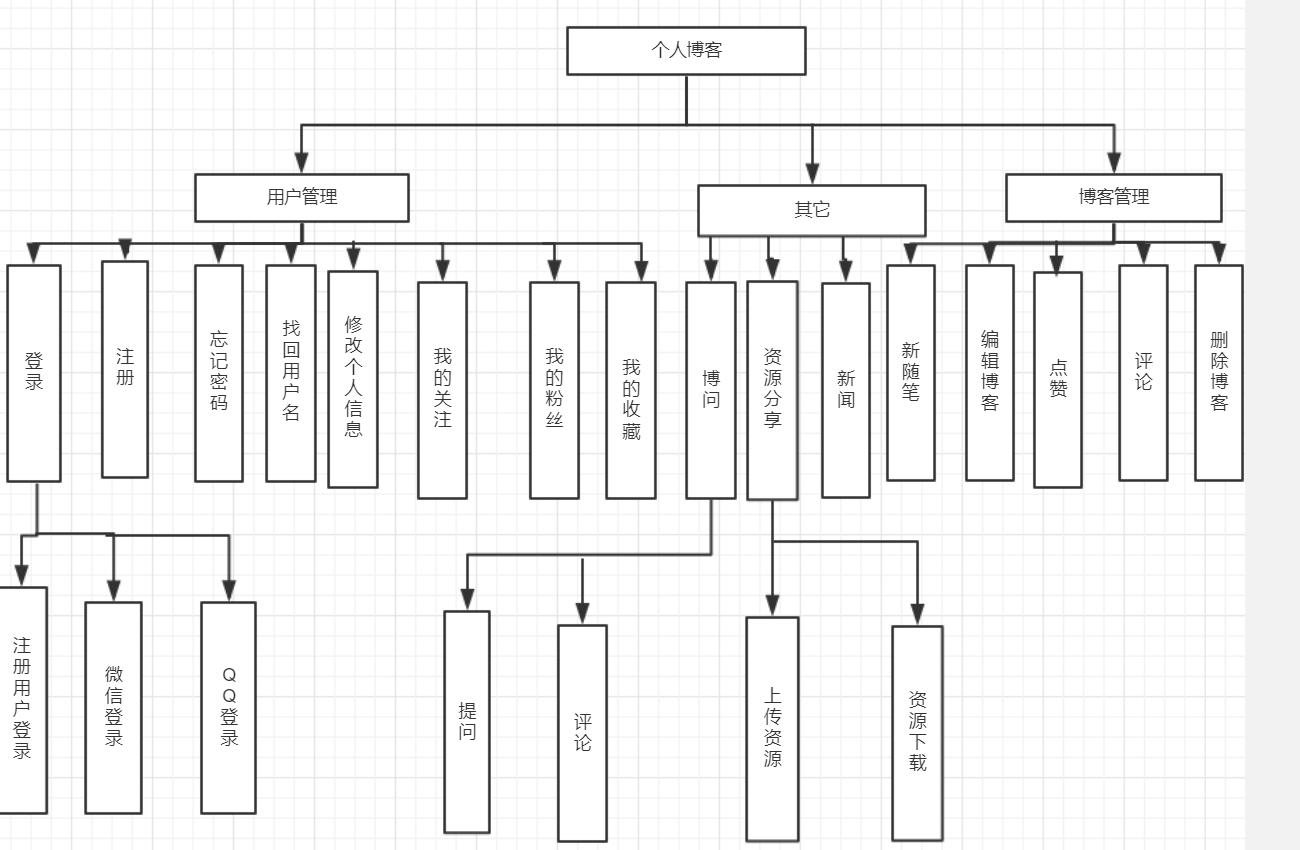 个人博客
用户管理
其它
博客管理
登录
注册
忘记密码
找回用户名
修改个人信息
我的关注
我的粉丝
我的收藏
博问
资源分享
新闻
新随笔
编辑博客
点赞
评论
删除博客
注册用户登录
微信登录
QQ登录
提问
评论
上传资源
资源下载